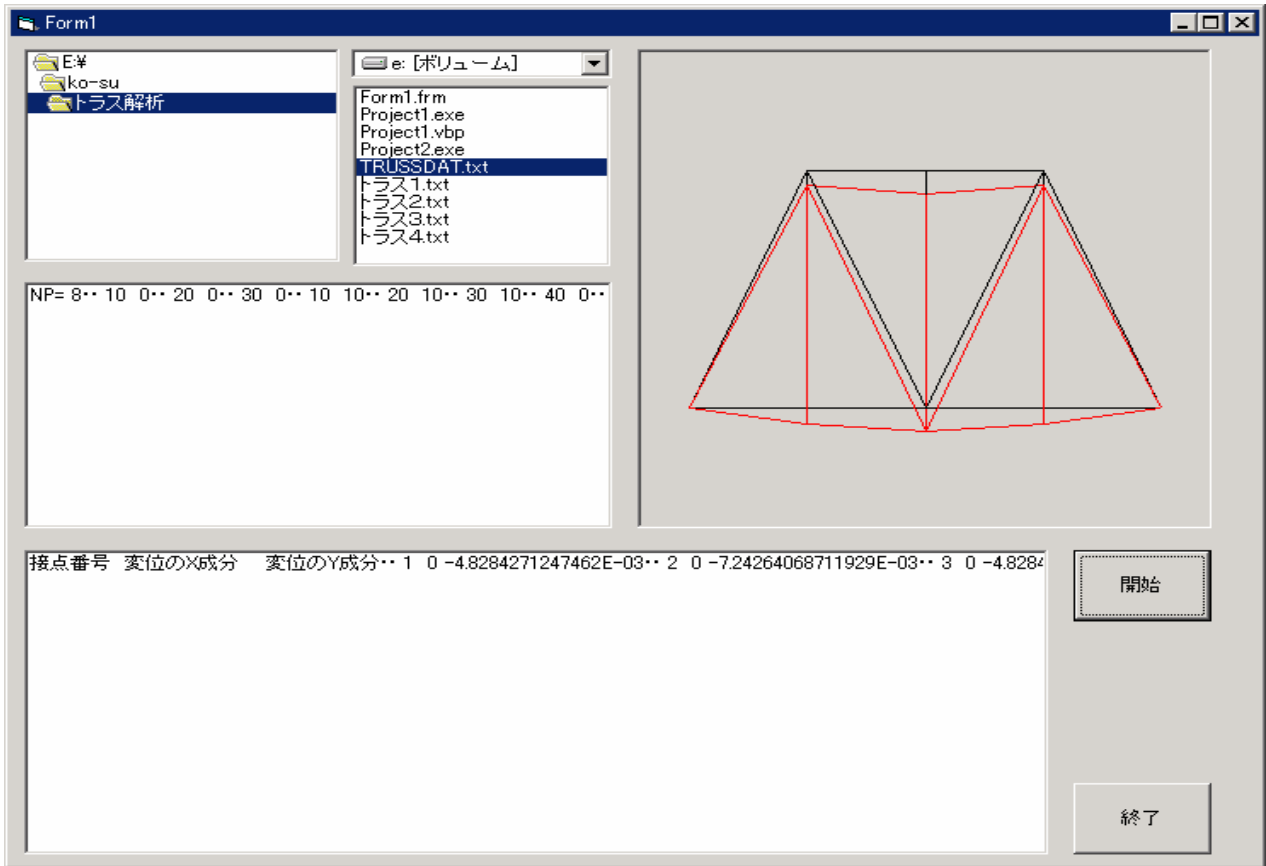 Form1
E:¥
ko-su
トラス解析
e: [ボリューム]
Form1.frm
Project1.exe
Project1.vbp
Project2.exe
TRUSSDAT.txt
トラス1.txt
トラス2.txt
トラス3.txt
トラス4.txt
NP= 8·· 10 0·· 20 0·· 30 0·· 10 10·· 20 10·· 30 10·· 40 0··
接点番号 変位のX成分 変位のY成分·· 1 0 -4.8284271247462E-03·· 2 0 -7.24264068711929E-03·· 3 0 -4.8284
開始
終了